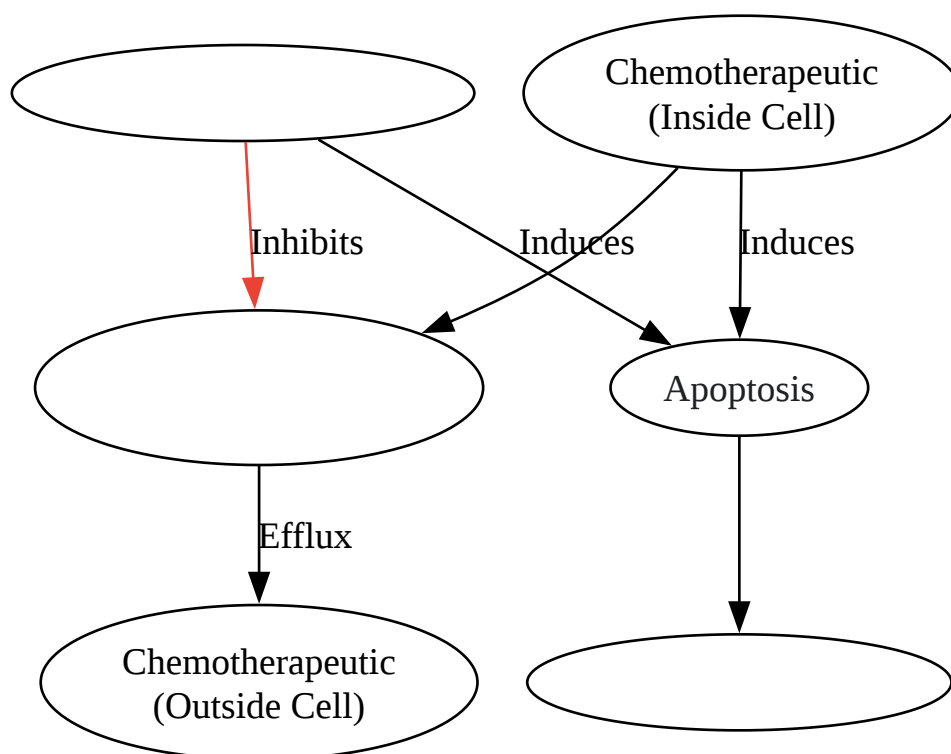 Chemotherapeutic
(Inside Cell)
Inhibits
Induces
Induces
Apoptosis
Efflux
Chemotherapeutic
(Outside Cell)